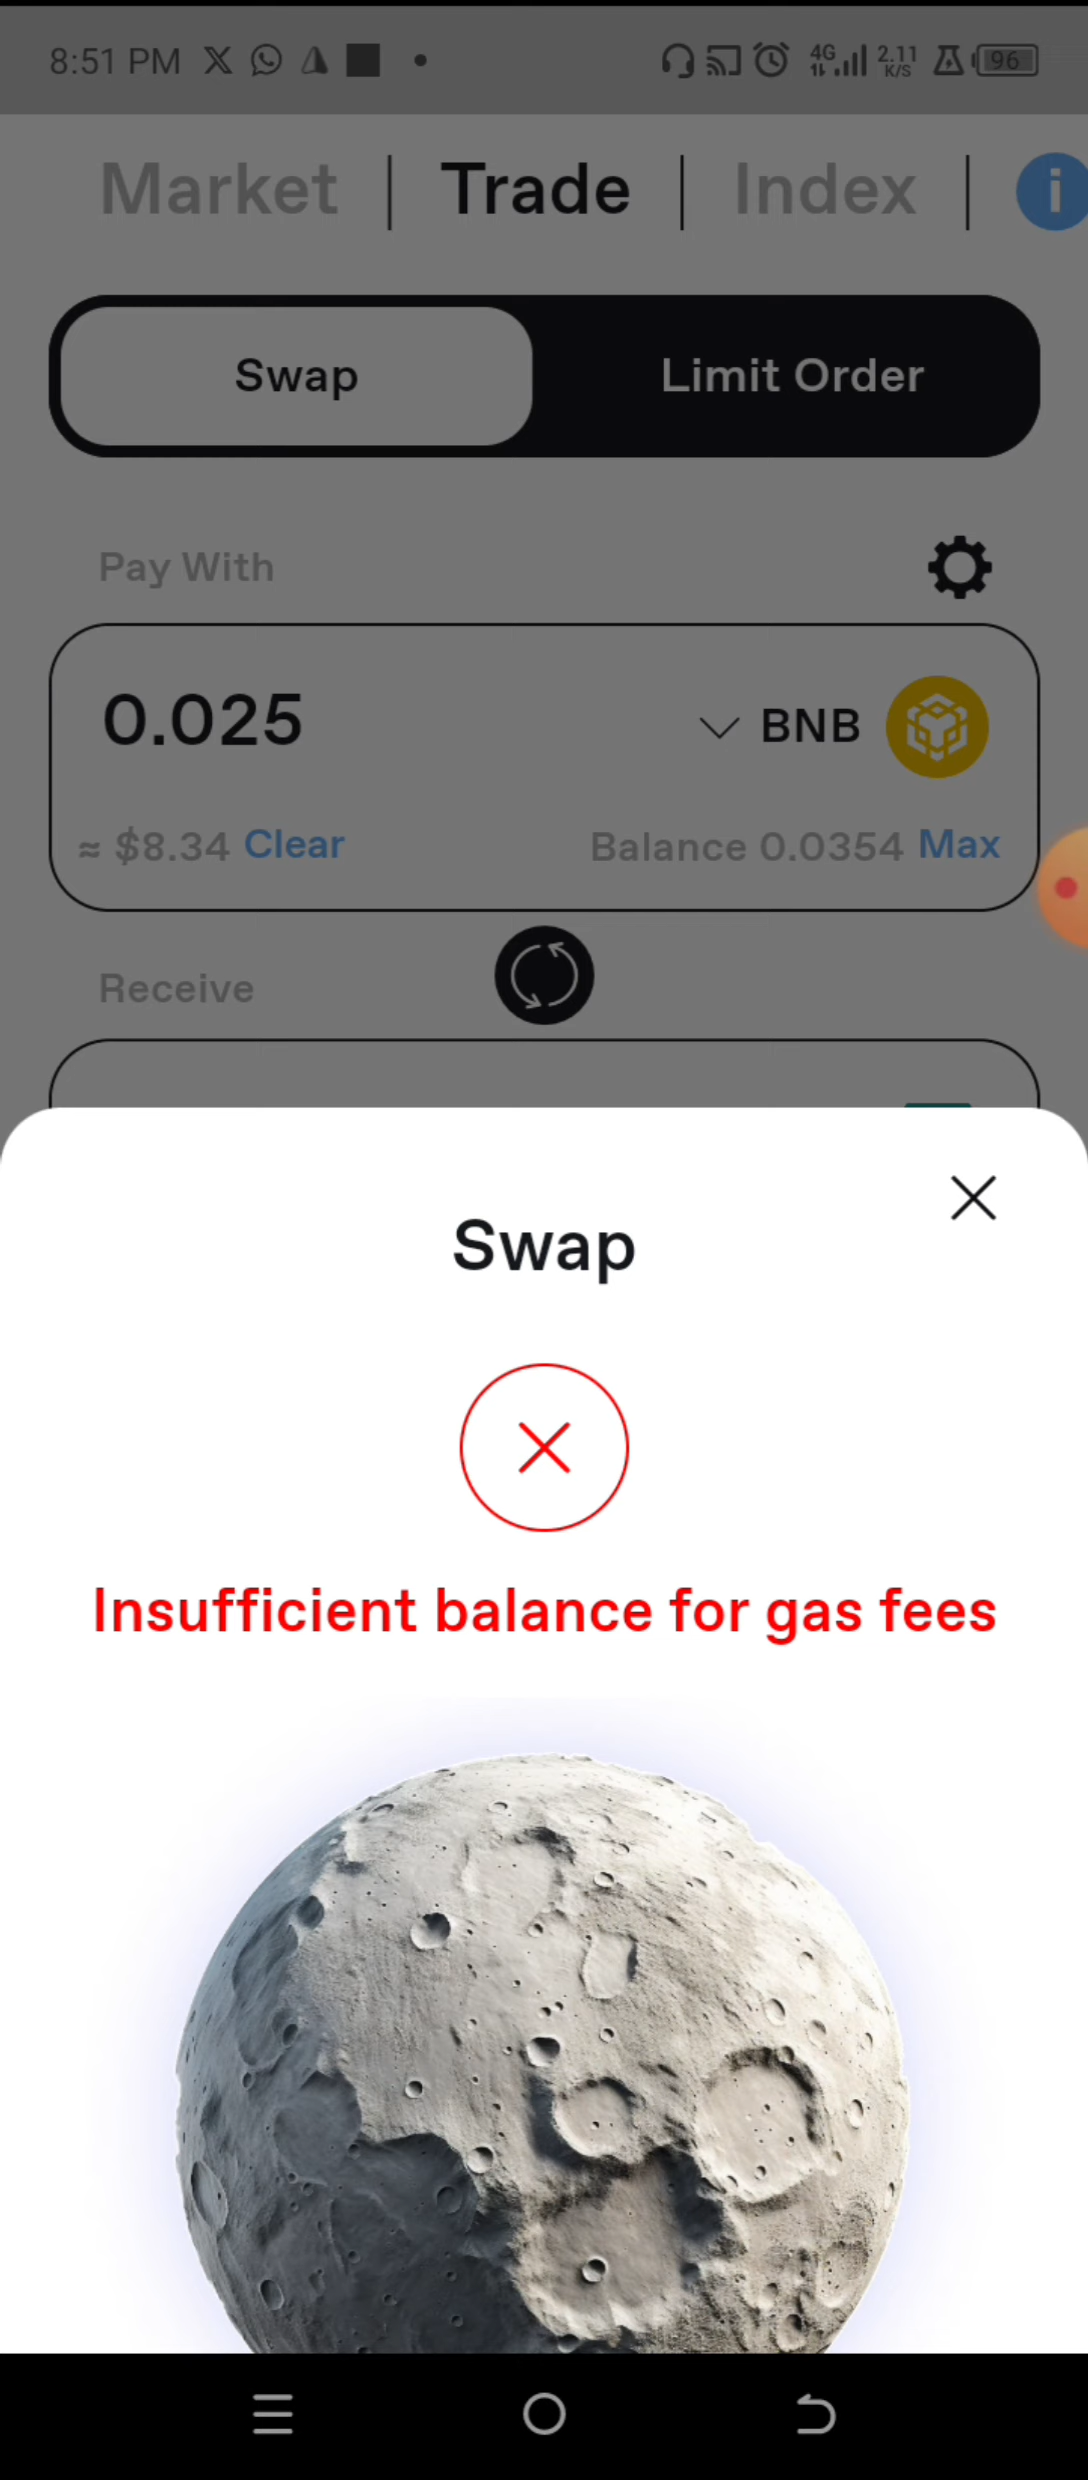 8:51 PM
4G 2.11 K/S 96
Market | Trade | Index | i
Swap Limit Order
Pay With
0.025 BNB
≈ $8.34 Clear Balance 0.0354 Max
Receive
Swap
Insufficient balance for gas fees